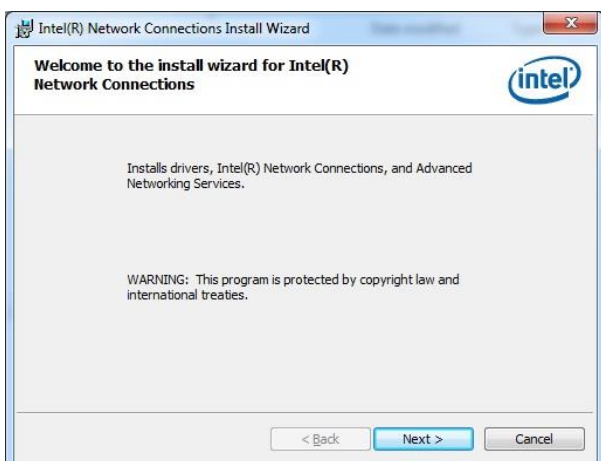 Intel(R) Network Connections Install Wizard
Welcome to the install wizard for Intel(R)
Network Connections
intel
Installs drivers, Intel(R) Network Connections, and Advanced
Networking Services.
WARNING: This program is protected by copyright law and
international treaties.
< Back
Next >
Cancel